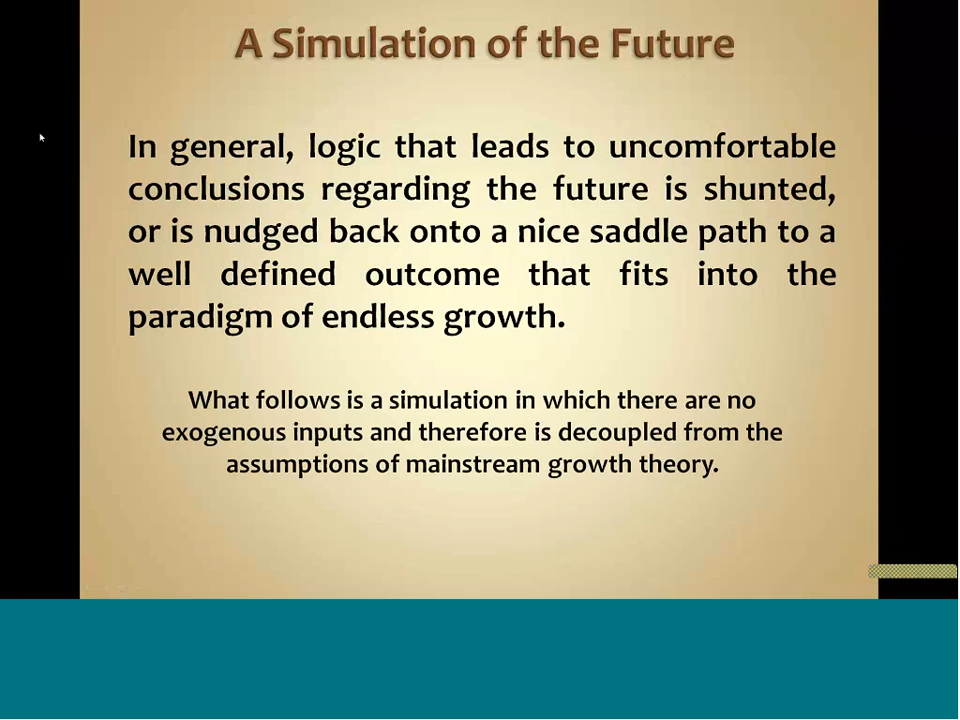 A Simulation of the Future
In general, logic that leads to uncomfortable
conclusions regarding the future is shunted,
or is nudged back onto a nice saddle path to a
well defined outcome that fits into the
paradigm of endless growth.
What follows is a simulation in which there are no
exogenous inputs and therefore is decoupled from the
assumptions of mainstream growth theory.